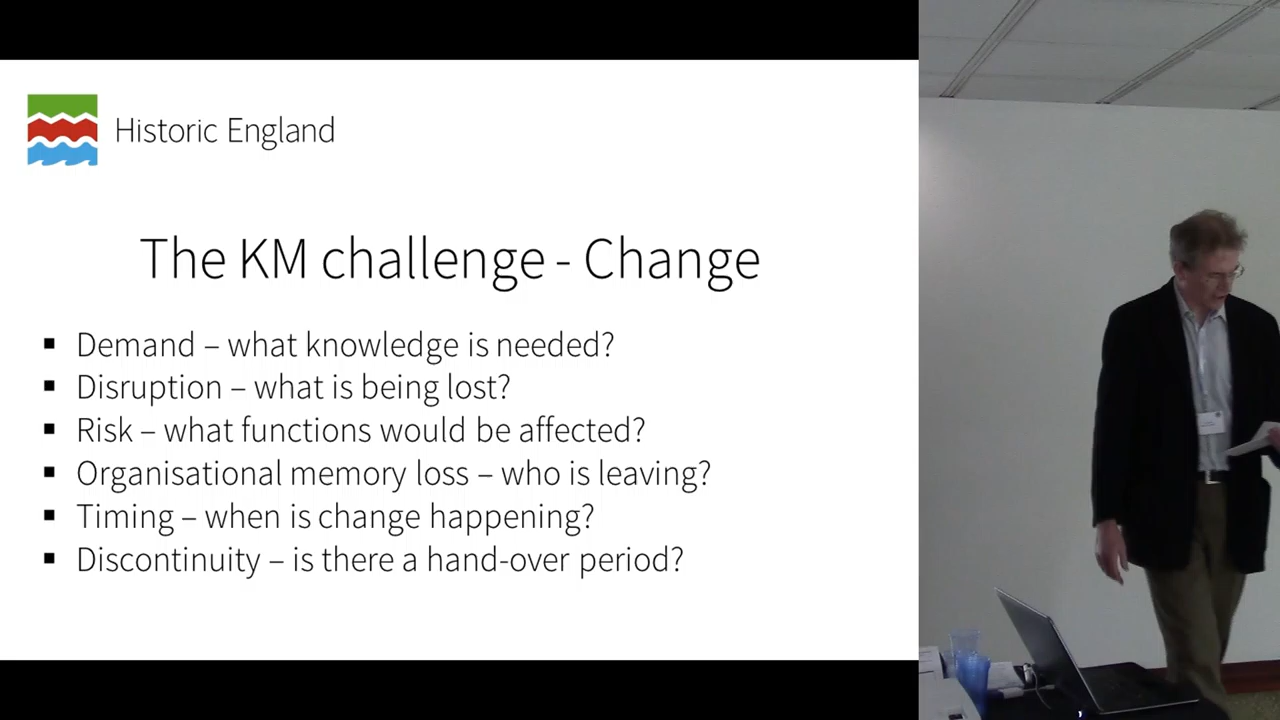 Historic England
The KM challenge - Change
▪ Demand – what knowledge is needed?
▪ Disruption – what is being lost?
▪ Risk – what functions would be affected?
▪ Organisational memory loss – who is leaving?
▪ Timing – when is change happening?
▪ Discontinuity – is there a hand-over period?